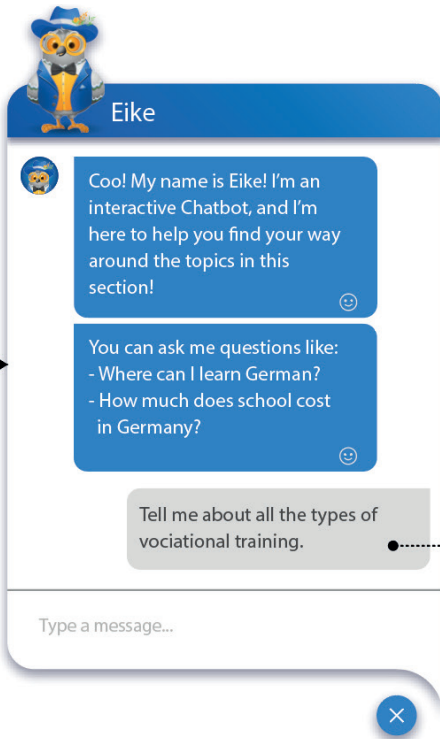 Eike
Coo! My name is Eike! I'm an
interactive Chatbot, and I'm
here to help you find your way
around the topics in this
section!
You can ask me questions like:
- Where can I learn German?
- How much does school cost
in Germany?
Tell me about all the types of
vociational training.
Type a message...